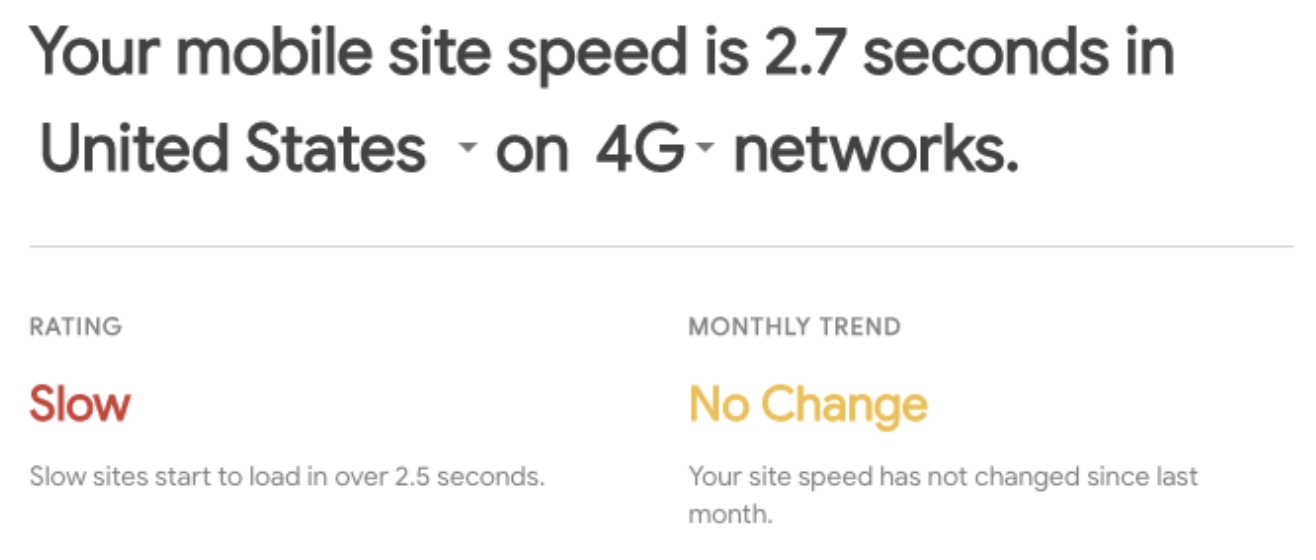 Your mobile site speed is 2.7 seconds in
United States on 4G networks.
RATING
Slow
Slow sites start to load in over 2.5 seconds.
MONTHLY TREND
No Change
Your site speed has not changed since last
month.